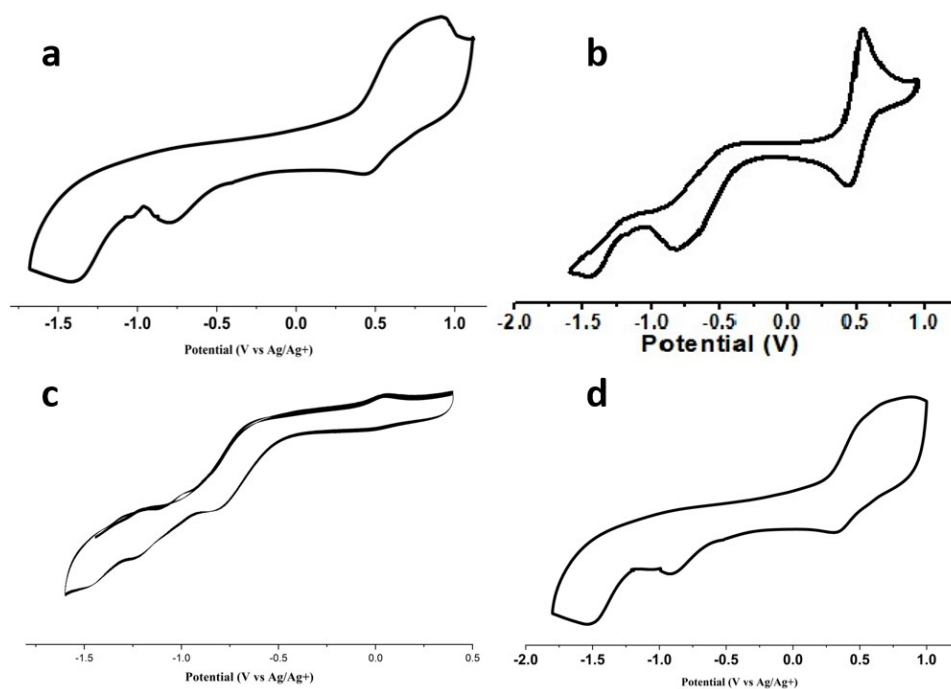 a
-1.5 -1.0 -0.5 0.0 0.5 1.0
Potential (V vs Ag/Ag+)
b
-2.0 -1.5 -1.0 -0.5 0.0 0.5 1.0
Potential (V)
c
-1.5 -1.0 -0.5 0.0 0.5
Potential (V vs Ag/Ag+)
d
-2.0 -1.5 -1.0 -0.5 0.0 0.5 1.0
Potential (V vs Ag/Ag+)